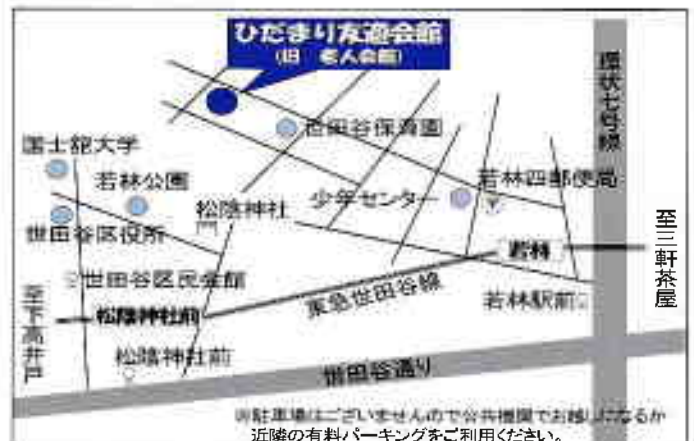 ひだまり友遊会館
(旧 老人会館)
環状七号線
世田谷保育園
国士舘大学
若林公園
松陰神社
少年センター
若林四郵便局
世田谷区役所
至三軒茶屋
世田谷区民会館
若林
東急世田谷線
若林駅前
至下高井戸
松陰神社前
松陰神社前
世田谷通り
※駐車場はございませんので公共機関でお越しになるか
近隣の有料パーキングをご利用ください。